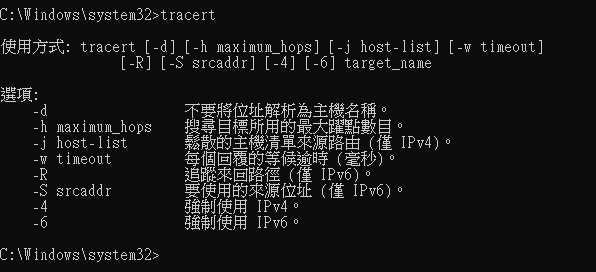 C:\Windows\system32>tracert
使用方式: tracert [-d] [-h maximum_hops] [-j host-list] [-w timeout]
[-R] [-S srcaddr] [-4] [-6] target_name
選項:
-d 不要將位址解析為主機名稱。
-h maximum_hops 搜尋目標所用的最大躍點數目。
-j host-list 鬆散的主機清單來源路由 (僅 IPv4)。
-w timeout 每個回覆的等候逾時 (毫秒)。
-R 追蹤來回路徑 (僅 IPv6)。
-S srcaddr 要使用的來源位址 (僅 IPv6)。
-4 強制使用 IPv4。
-6 強制使用 IPv6。
C:\Windows\system32>